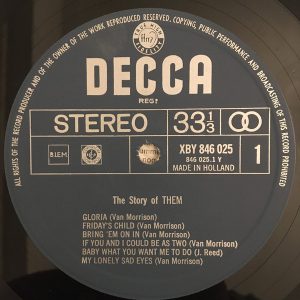 ALL RIGHTS OF THE RECORD PRODUCER AND OF THE OWNER OF THE WORK REPRODUCED RESERVED. COPYING, PUBLIC PERFORMANCE AND BROADCASTING OF THIS RECORD PROHIBITED
DECCA
REGD
STEREO
33 1/3
BIEM
XBY 846 025
846 025.1 Y
MADE IN HOLLAND
1
The Story of THEM
GLORIA (Van Morrison)
FRIDAY'S CHILD (Van Morrison)
BRING 'EM ON IN (Van Morrison)
IF YOU AND I COULD BE AS TWO (Van Morrison)
BABY WHAT YOU WANT ME TO DO (J. Reed)
MY LONELY SAD EYES (Van Morrison)